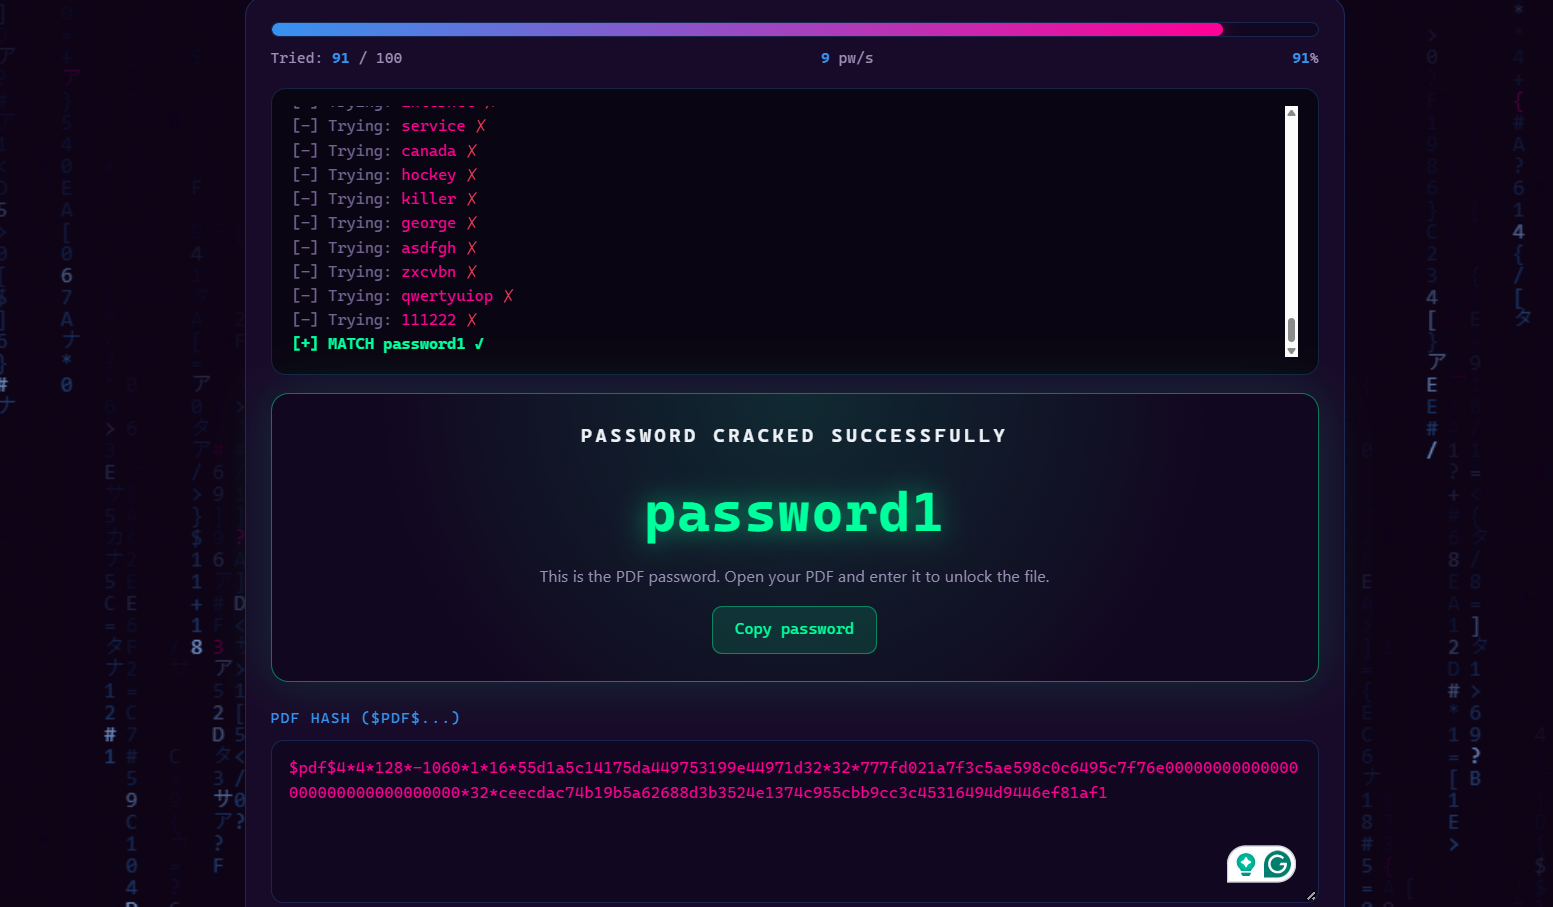 Tried: 91 / 100
9 pw/s
91%
[-] Trying: service ✗
[-] Trying: canada ✗
[-] Trying: hockey ✗
[-] Trying: killer ✗
[-] Trying: george ✗
[-] Trying: asdfgh ✗
[-] Trying: zxcvbn ✗
[-] Trying: qwertyuiop ✗
[-] Trying: 111222 ✗
[+] MATCH password1 ✓
PASSWORD CRACKED SUCCESSFULLY
password1
This is the PDF password. Open your PDF and enter it to unlock the file.
Copy password
PDF HASH ($PDF$...)
$pdf$4*4*128*-1060*1*16*55d1a5c14175da449753199e44971d32*32*777fd021a7f3c5ae598c0c6495c7f76e00000000000000
000000000000000000*32*ceecdac74b19b5a62688d3b3524e1374c955cbb9cc3c45316494d9446ef81af1